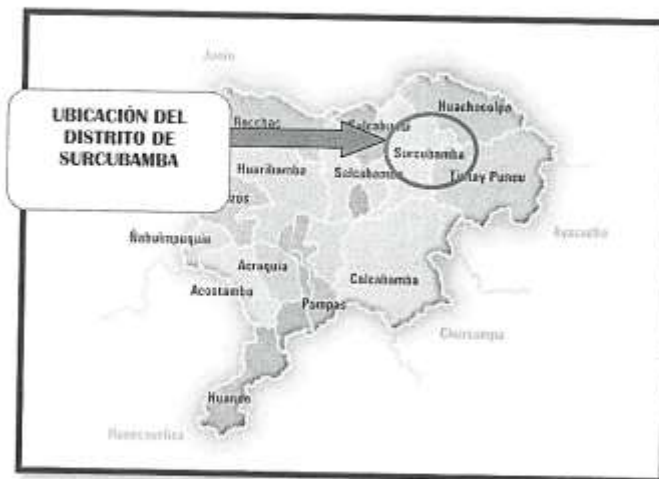 Junín
UBICACIÓN DEL
DISTRITO DE
SURCUBAMBA
Huachocolpa
Surcubamba
Huaribamba
Salcabamba
Tintay Puncu
Ayacucho
Ñahuimpuquio
Acraquia
Colcabamba
Acostambo
Pampas
Churcampa
Huando
Huancavelica